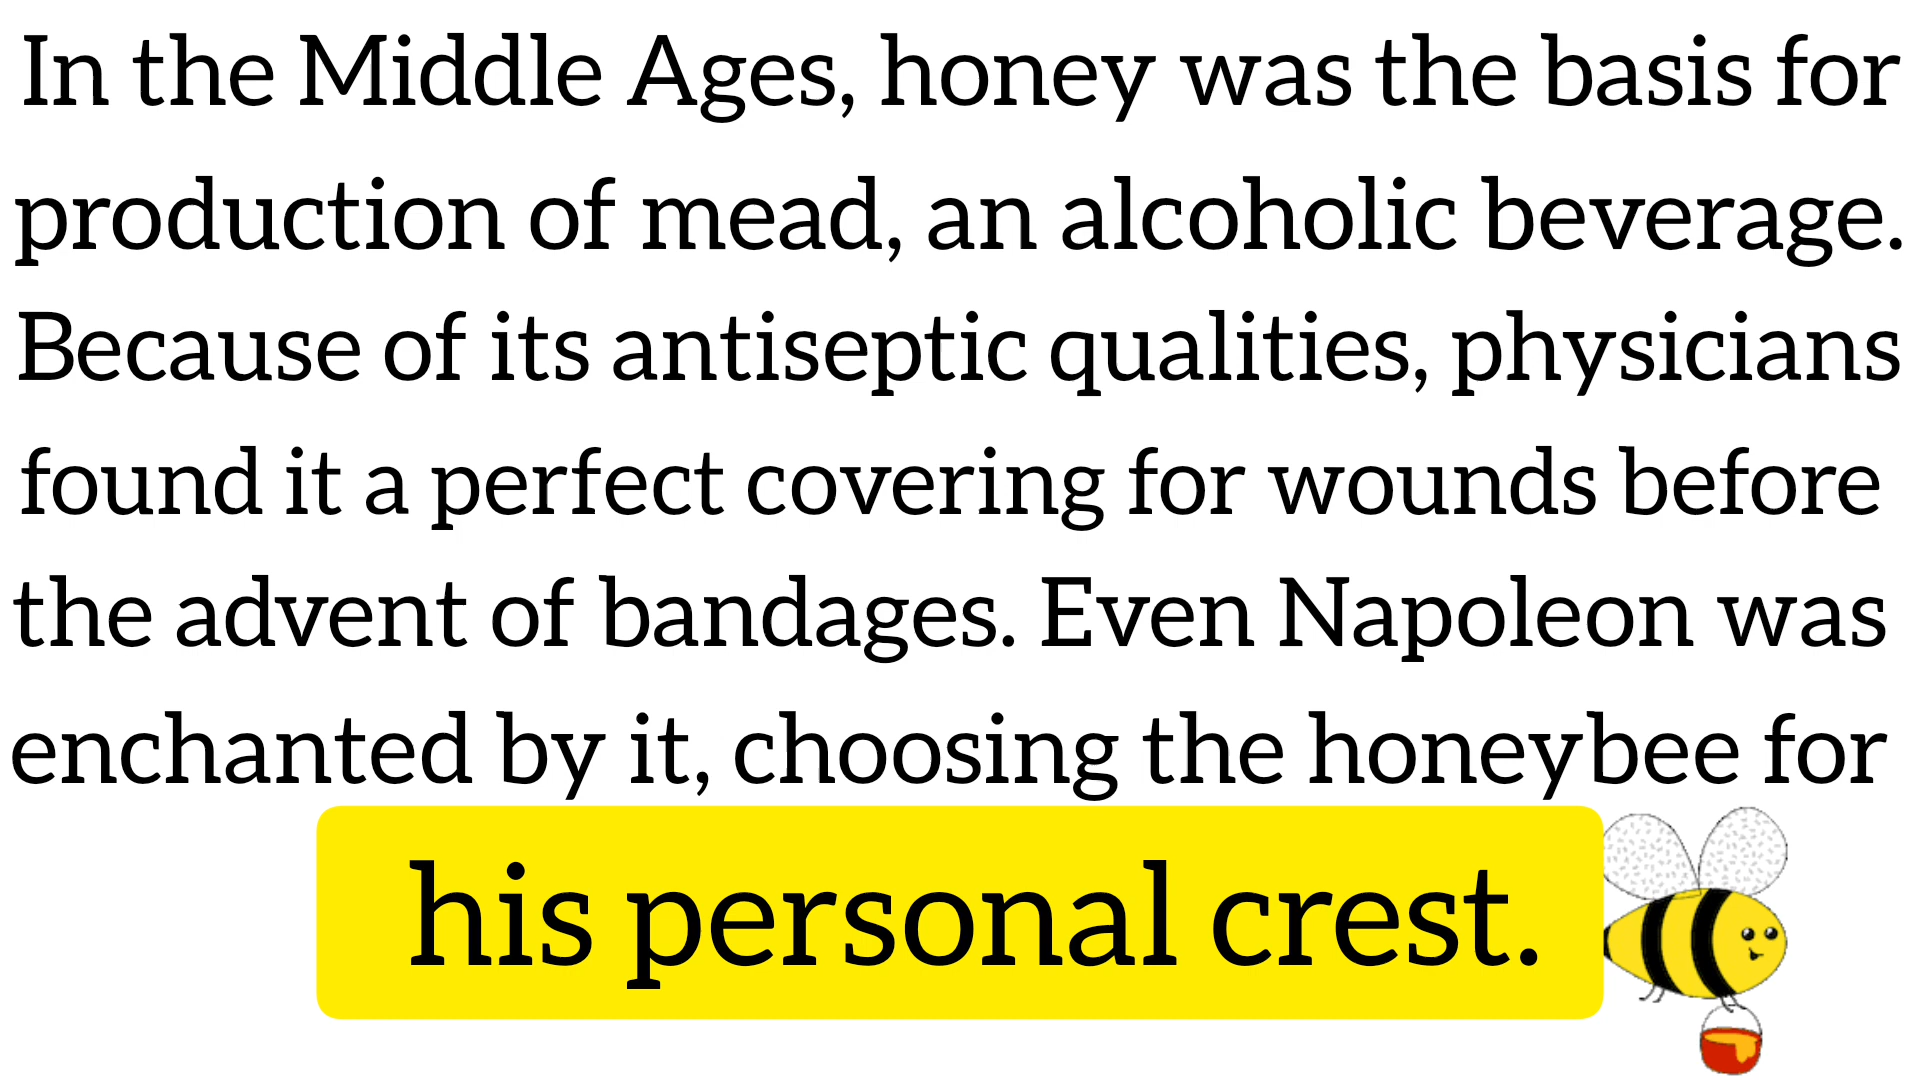 In the Middle Ages, honey was the basis for
production of mead, an alcoholic beverage.
Because of its antiseptic qualities, physicians
found it a perfect covering for wounds before
the advent of bandages. Even Napoleon was
enchanted by it, choosing the honeybee for
his personal crest.